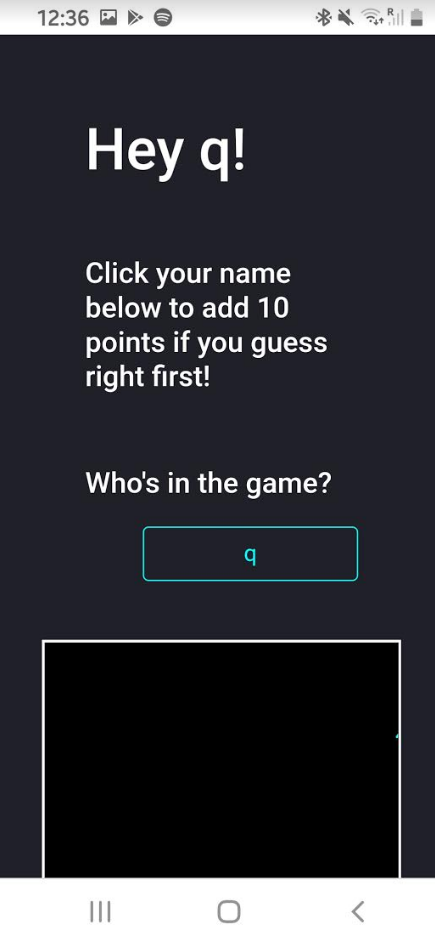 12:36
R
Hey q!
Click your name
below to add 10
points if you guess
right first!
Who's in the game?
q